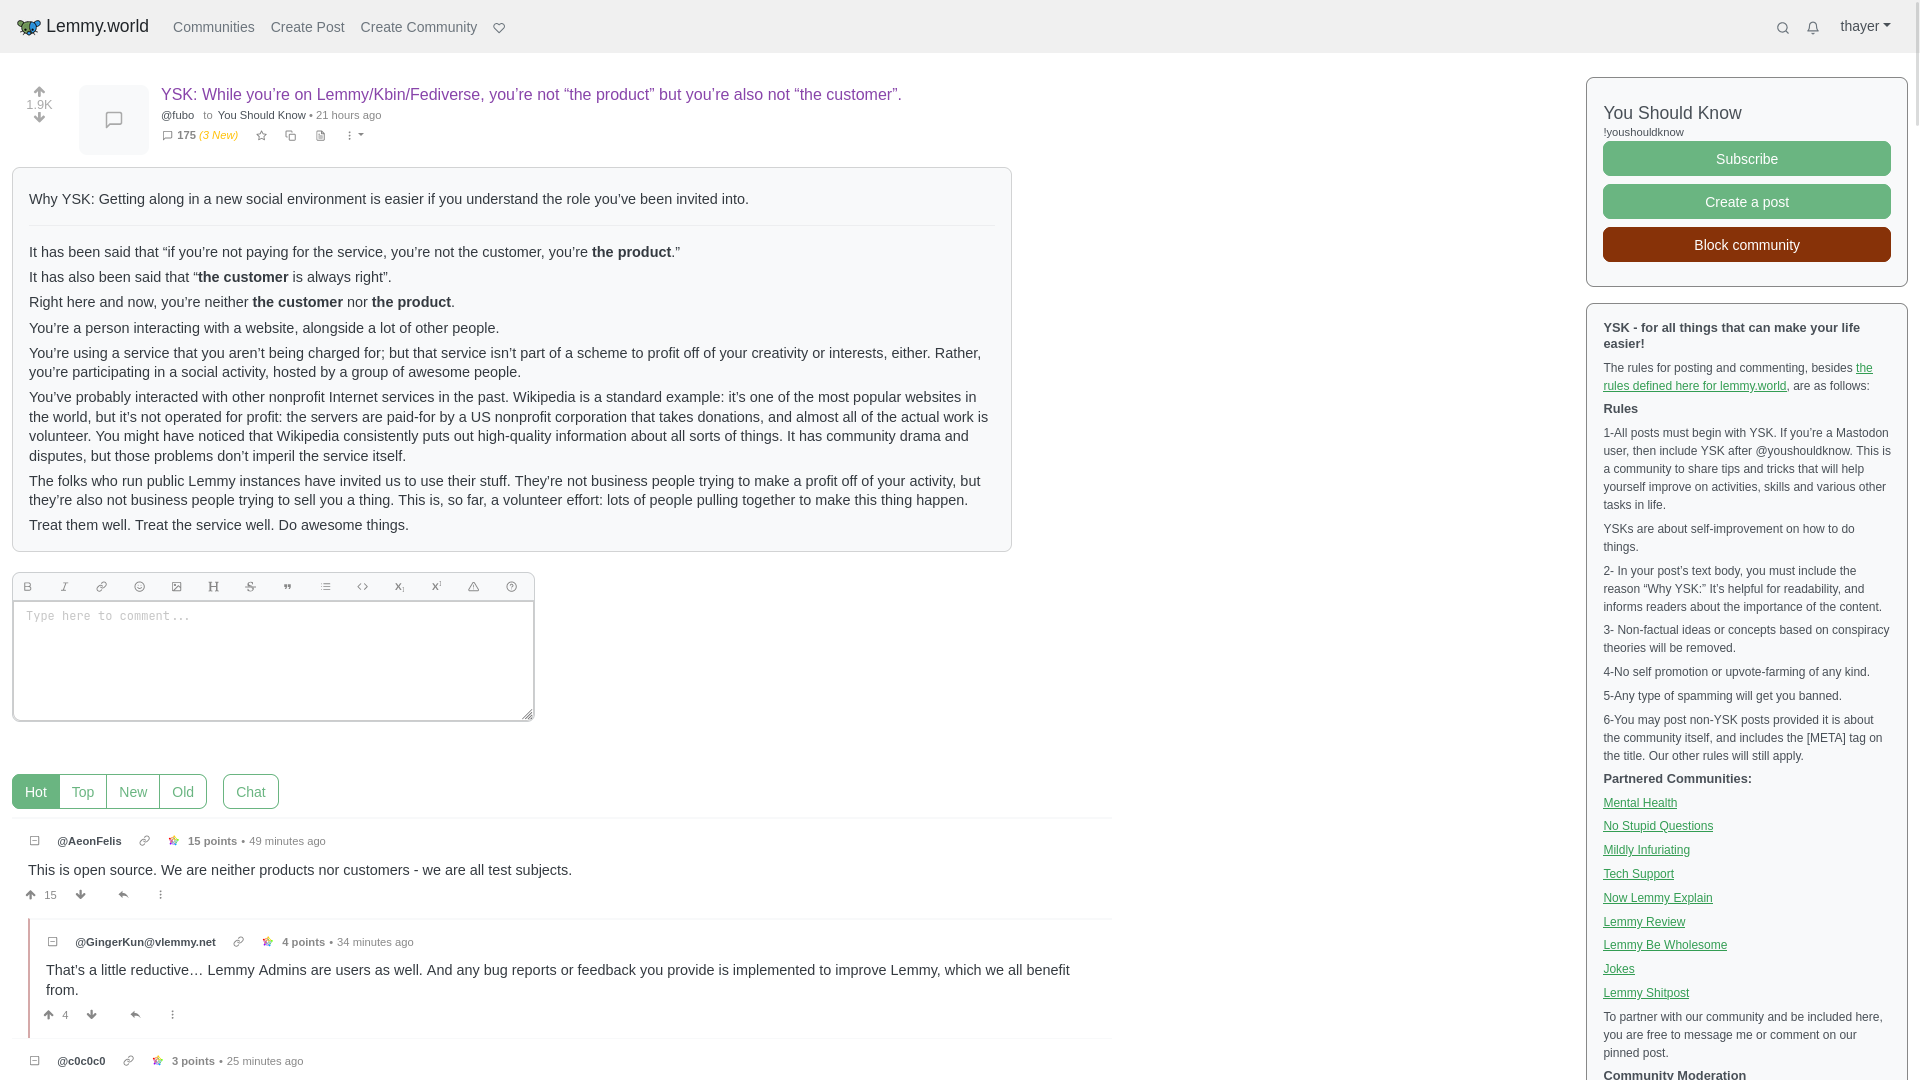 Lemmy.world Communities Create Post Create Community thayer
1.9K
YSK: While you’re on Lemmy/Kbin/Fediverse, you’re not “the product” but you’re also not “the customer”.
@fubo to You Should Know • 21 hours ago
175 (3 New)
Why YSK: Getting along in a new social environment is easier if you understand the role you’ve been invited into.
It has been said that “if you’re not paying for the service, you’re not the customer, you’re the product.”
It has also been said that “the customer is always right”.
Right here and now, you’re neither the customer nor the product.
You’re a person interacting with a website, alongside a lot of other people.
You’re using a service that you aren’t being charged for; but that service isn’t part of a scheme to profit off of your creativity or interests, either. Rather,
you’re participating in a social activity, hosted by a group of awesome people.
You’ve probably interacted with other nonprofit Internet services in the past. Wikipedia is a standard example: it’s one of the most popular websites in
the world, but it’s not operated for profit: the servers are paid-for by a US nonprofit corporation that takes donations, and almost all of the actual work is
volunteer. You might have noticed that Wikipedia consistently puts out high-quality information about all sorts of things. It has community drama and
disputes, but those problems don’t imperil the service itself.
The folks who run public Lemmy instances have invited us to use their stuff. They’re not business people trying to make a profit off of your activity, but
they’re also not business people trying to sell you a thing. This is, so far, a volunteer effort: lots of people pulling together to make this thing happen.
Treat them well. Treat the service well. Do awesome things.
Type here to comment...
Hot Top New Old Chat
@AeonFelis 15 points • 49 minutes ago
This is open source. We are neither products nor customers - we are all test subjects.
15
@GingerKun@vlemmy.net 4 points • 34 minutes ago
That’s a little reductive… Lemmy Admins are users as well. And any bug reports or feedback you provide is implemented to improve Lemmy, which we all benefit
from.
4
@c0c0c0 3 points • 25 minutes ago
You Should Know
!youshouldknow
Subscribe
Create a post
Block community
YSK - for all things that can make your life
easier!
The rules for posting and commenting, besides the
rules defined here for lemmy.world, are as follows:
Rules
1-All posts must begin with YSK. If you’re a Mastodon
user, then include YSK after @youshouldknow. This is
a community to share tips and tricks that will help
yourself improve on activities, skills and various other
tasks in life.
YSKs are about self-improvement on how to do
things.
2- In your post’s text body, you must include the
reason “Why YSK:” It’s helpful for readability, and
informs readers about the importance of the content.
3- Non-factual ideas or concepts based on conspiracy
theories will be removed.
4-No self promotion or upvote-farming of any kind.
5-Any type of spamming will get you banned.
6-You may post non-YSK posts provided it is about
the community itself, and includes the [META] tag on
the title. Our other rules will still apply.
Partnered Communities:
Mental Health
No Stupid Questions
Mildly Infuriating
Tech Support
Now Lemmy Explain
Lemmy Review
Lemmy Be Wholesome
Jokes
Lemmy Shitpost
To partner with our community and be included here,
you are free to message me or comment on our
pinned post.
Community Moderation